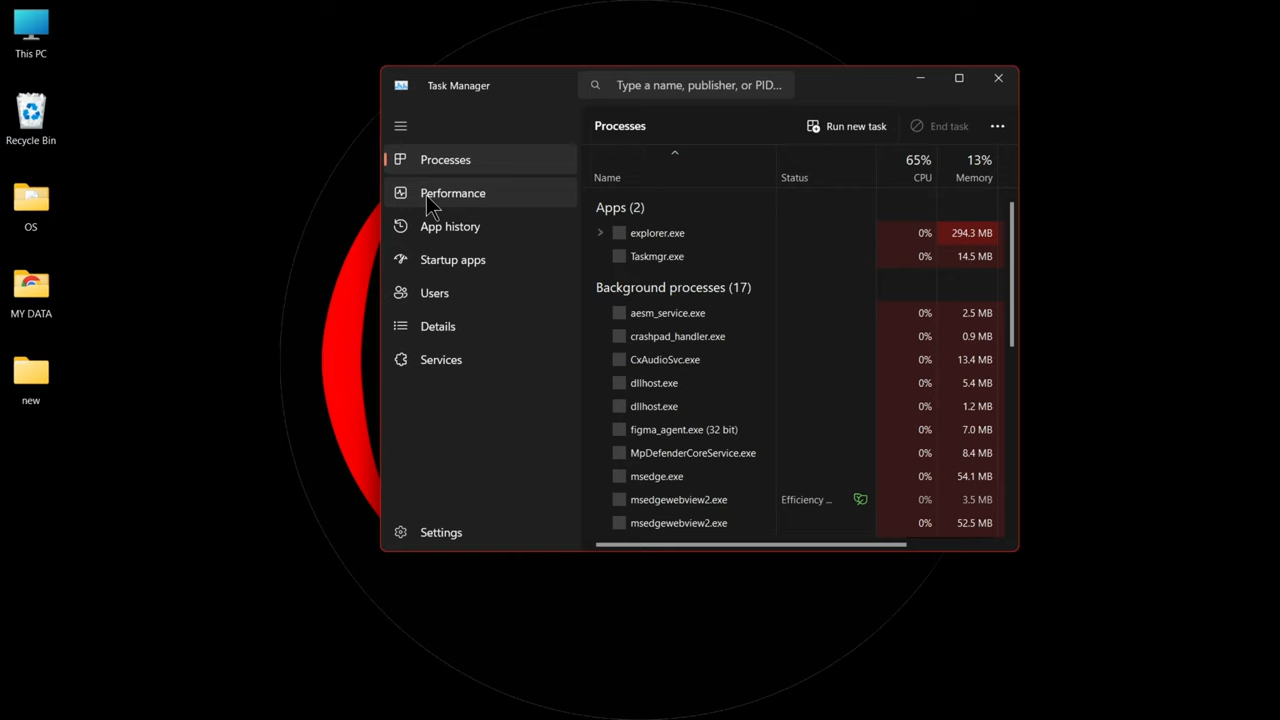 This PC
Recycle Bin
OS
MY DATA
new
Task Manager
Type a name, publisher, or PID...
Processes
Performance
App history
Startup apps
Users
Details
Services
Settings
Processes
Run new task
End task
Name Status 65% CPU 13% Memory
Apps (2)
explorer.exe 0% 294.3 MB
Taskmgr.exe 0% 14.5 MB
Background processes (17)
aesm_service.exe 0% 2.5 MB
crashpad_handler.exe 0% 0.9 MB
CxAudioSvc.exe 0% 13.4 MB
dllhost.exe 0% 5.4 MB
dllhost.exe 0% 1.2 MB
figma_agent.exe (32 bit) 0% 7.0 MB
MpDefenderCoreService.exe 0% 8.4 MB
msedge.exe 0% 54.1 MB
msedgewebview2.exe Efficiency ... 0% 3.5 MB
msedgewebview2.exe 0% 52.5 MB